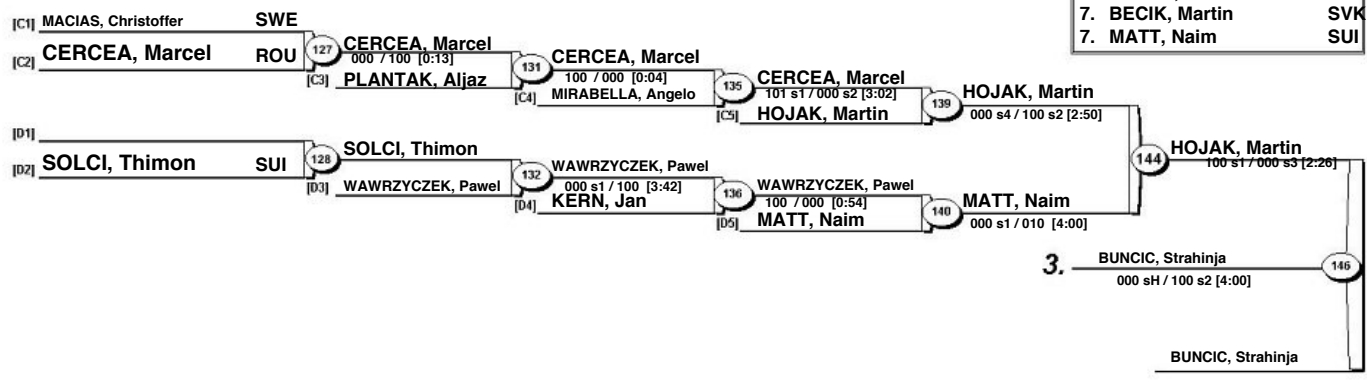 7. BECIK, Martin SVK
7. MATT, Naim SUI
[C1] MACIAS, Christoffer SWE
[C2] CERCEA, Marcel ROU
127
CERCEA, Marcel
000 / 100 [0:13]
[C3] PLANTAK, Aljaz
131
CERCEA, Marcel
100 / 000 [0:04]
[C4] MIRABELLA, Angelo
135
CERCEA, Marcel
101 s1 / 000 s2 [3:02]
[C5] HOJAK, Martin
139
HOJAK, Martin
000 s4 / 100 s2 [2:50]
[D1]
[D2] SOLCI, Thimon SUI
128
SOLCI, Thimon
[D3] WAWRZYCZEK, Pawel
132
WAWRZYCZEK, Pawel
000 s1 / 100 [3:42]
[D4] KERN, Jan
136
WAWRZYCZEK, Pawel
100 / 000 [0:54]
[D5] MATT, Naim
140
MATT, Naim
000 s1 / 010 [4:00]
144
HOJAK, Martin
100 s1 / 000 s3 [2:26]
3. BUNCIC, Strahinja
000 sH / 100 s2 [4:00]
146
BUNCIC, Strahinja